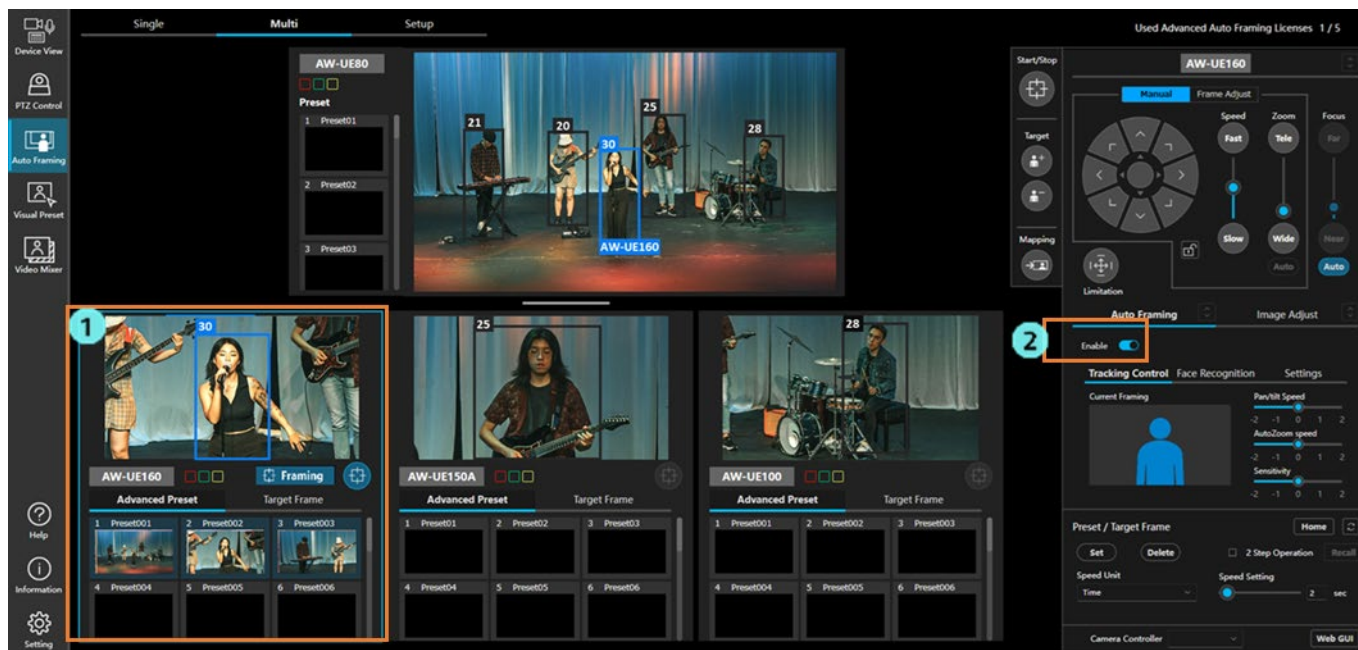 Single Multi Setup
Used Advanced Auto Framing Licenses 1 / 5
Device View
PTZ Control
Auto Framing
Visual Preset
Video Mixer
Help
Information
Setting
AW-UE80
Preset
1 Preset01
2 Preset02
3 Preset03
21
20
30
25
28
AW-UE160
Start/Stop
Target
Mapping
AW-UE160
Manual Frame Adjust
Speed Zoom Focus
Fast Tele Far
Slow Wide Near
Auto Auto
Limitation
1
30
AW-UE160 Framing
Advanced Preset Target Frame
1 Preset001 2 Preset002 3 Preset003
4 Preset004 5 Preset005 6 Preset006
25
AW-UE150A
Advanced Preset Target Frame
1 Preset01 2 Preset02 3 Preset03
4 Preset04 5 Preset05 6 Preset06
28
AW-UE100
Advanced Preset Target Frame
1 Preset001 2 Preset002 3 Preset003
4 Preset004 5 Preset005 6 Preset006
Auto Framing Image Adjust
2
Enable
Tracking Control Face Recognition Settings
Current Framing
Pan/tilt Speed
-2 -1 0 1 2
AutoZoom speed
-2 -1 0 1 2
Sensitivity
-2 -1 0 1 2
Preset / Target Frame Home
Set Delete 2 Step Operation Recall
Speed Unit Speed Setting
Time 2 sec
Camera Controller Web GUI